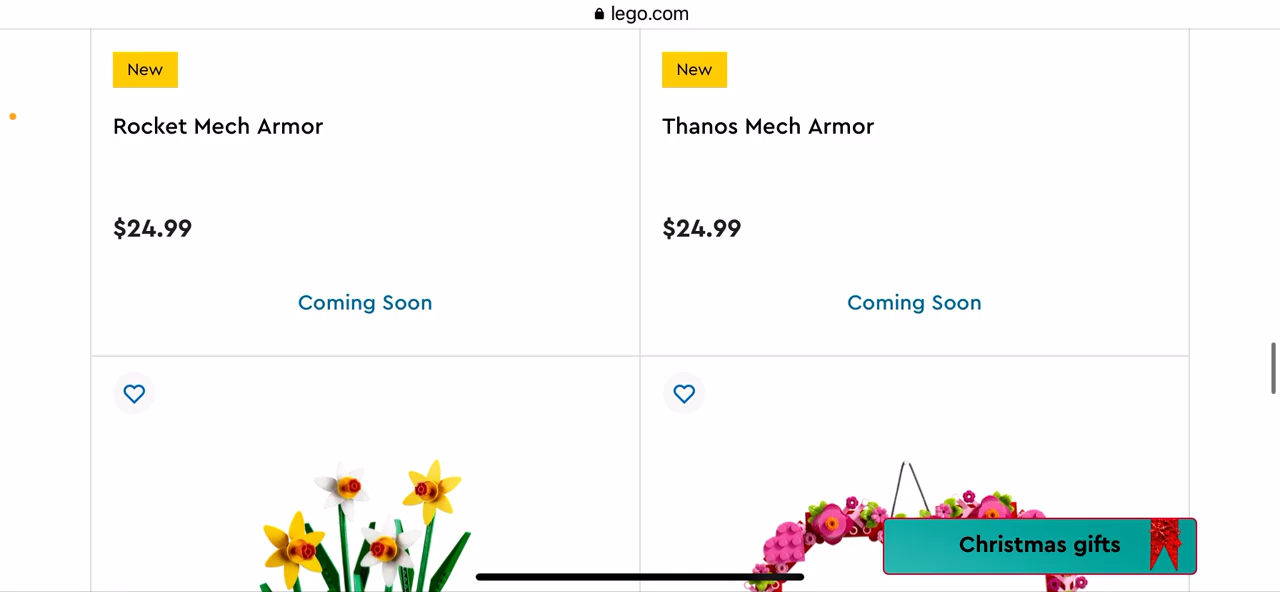 lego.com
New
New
Rocket Mech Armor
Thanos Mech Armor
$24.99
$24.99
Coming Soon
Coming Soon
Christmas gifts